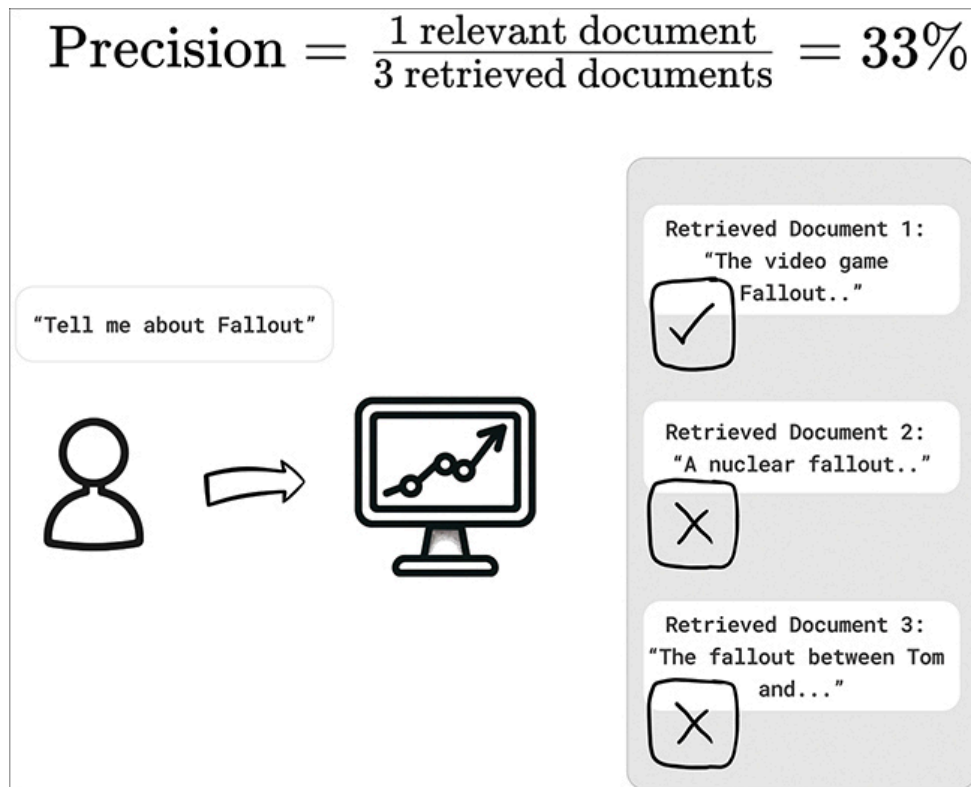 Precision = 1 relevant document / 3 retrieved documents = 33%
“Tell me about Fallout”
Retrieved Document 1:
“The video game
Fallout..”
Retrieved Document 2:
“A nuclear fallout..”
Retrieved Document 3:
“The fallout between Tom
and...”